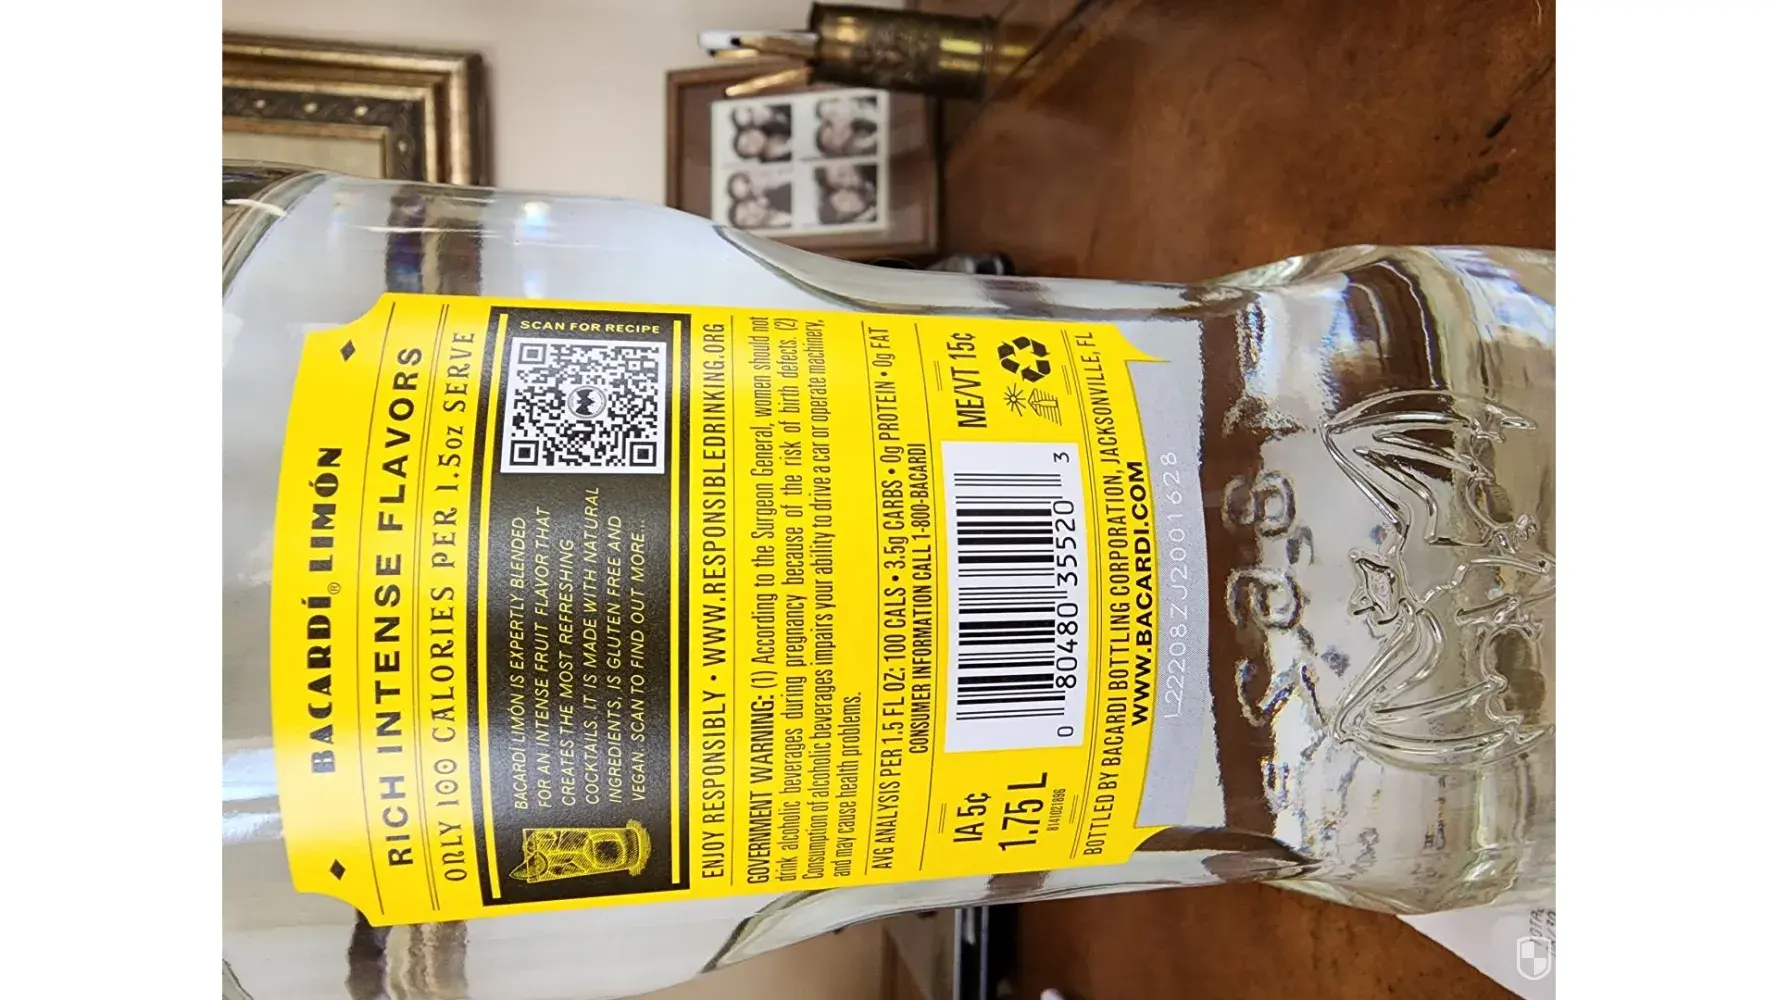 BACARDÍ® LIMÓN
RICH INTENSE FLAVORS
ONLY 100 CALORIES PER 1.5oz SERVE
BACARDÍ LIMÓN IS EXPERTLY BLENDED
FOR AN INTENSE FRUIT FLAVOR THAT
CREATES THE MOST REFRESHING
COCKTAILS. IT IS MADE WITH NATURAL
INGREDIENTS, IS GLUTEN FREE AND
VEGAN. SCAN TO FIND OUT MORE...
SCAN FOR RECIPE
ENJOY RESPONSIBLY • WWW.RESPONSIBLEDRINKING.ORG
GOVERNMENT WARNING: (1) According to the Surgeon General, women should not
drink alcoholic beverages during pregnancy because of the risk of birth defects. (2)
Consumption of alcoholic beverages impairs your ability to drive a car or operate machinery,
and may cause health problems.
AVG ANALYSIS PER 1.5 FL OZ: 100 CALS • 3.5g CARBS • 0g PROTEIN • 0g FAT
CONSUMER INFORMATION CALL 1-800-BACARDI
IA 5¢
1.75 L
8141021896
0 80480 35520 3
ME/VT 15¢
BOTTLED BY BACARDI BOTTLING CORPORATION, JACKSONVILLE, FL
WWW.BACARDI.COM
L22208ZJ2001628